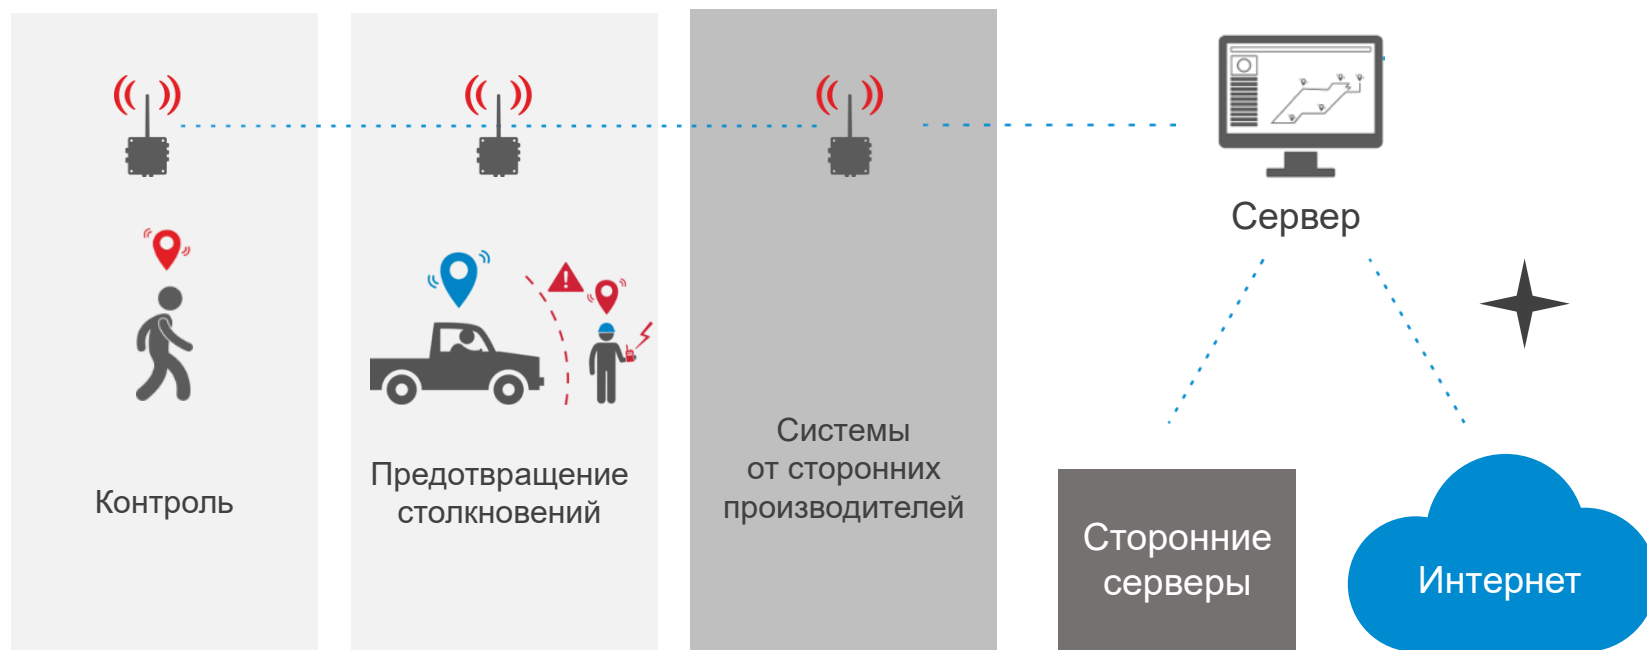 Сервер
Контроль
Предотвращение
столкновений
Системы
от сторонних
производителей
Сторонние
серверы
Интернет